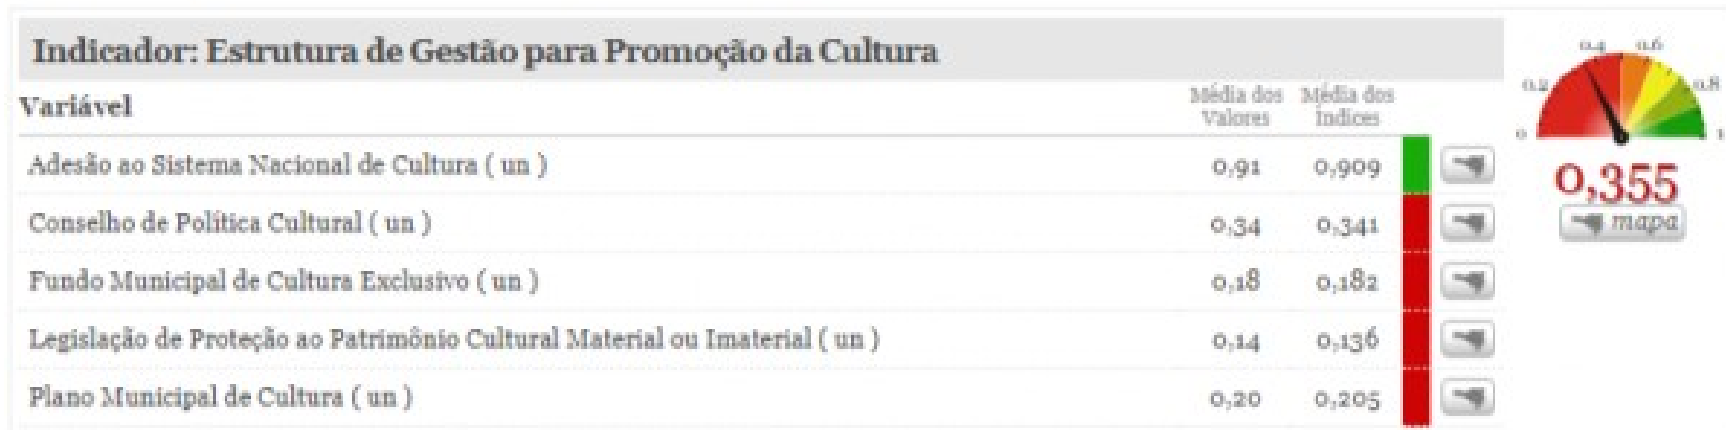 Indicador: Estrutura de Gestão para Promoção da Cultura
Variável
Média dos Valores
Média dos Índices
Adesão ao Sistema Nacional de Cultura ( un ) 0,91 0,909
Conselho de Política Cultural ( un ) 0,34 0,341
Fundo Municipal de Cultura Exclusivo ( un ) 0,18 0,182
Legislação de Proteção ao Patrimônio Cultural Material ou Imaterial ( un ) 0,14 0,136
Plano Municipal de Cultura ( un ) 0,20 0,205
0 0.2 0.4 0.6 0.8 1
0,355
mapa